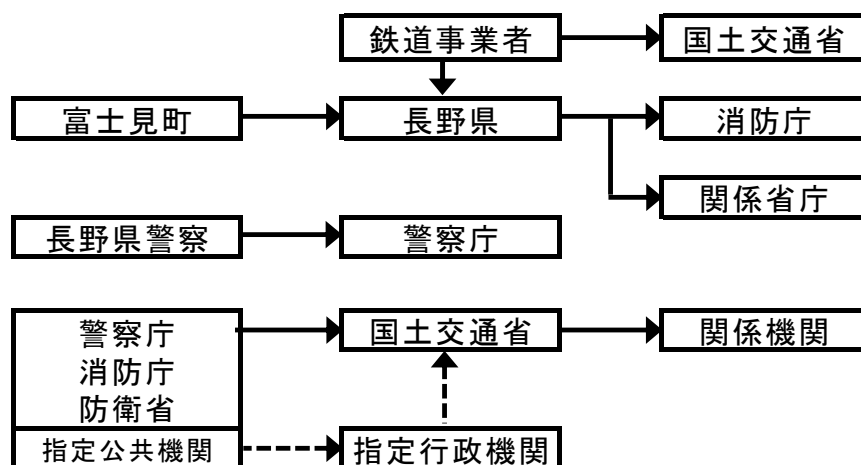 鉄道事業者
国土交通省
富士見町
長野県
消防庁
関係省庁
長野県警察
警察庁
警察庁
消防庁
防衛省
国土交通省
関係機関
指定公共機関
指定行政機関